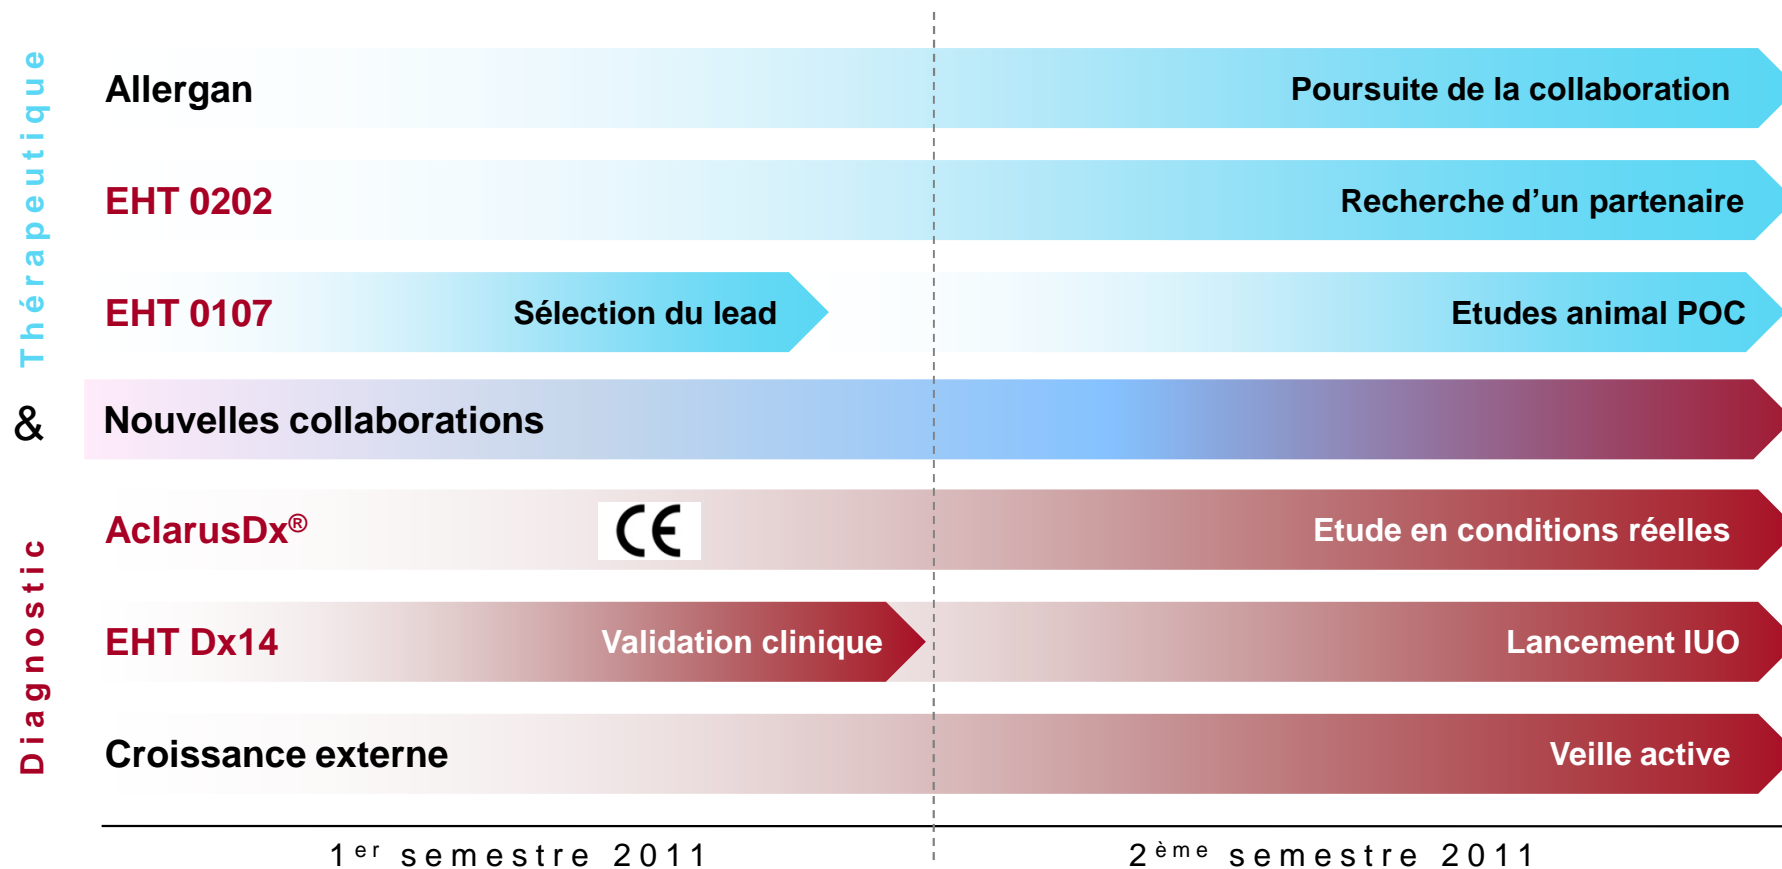 Thérapeutique
&
Diagnostic
Allergan
Poursuite de la collaboration
EHT 0202
Recherche d’un partenaire
EHT 0107
Sélection du lead
Etudes animal POC
Nouvelles collaborations
AclarusDx®
CE
Etude en conditions réelles
EHT Dx14
Validation clinique
Lancement IUO
Croissance externe
Veille active
1er semestre 2011
2ème semestre 2011